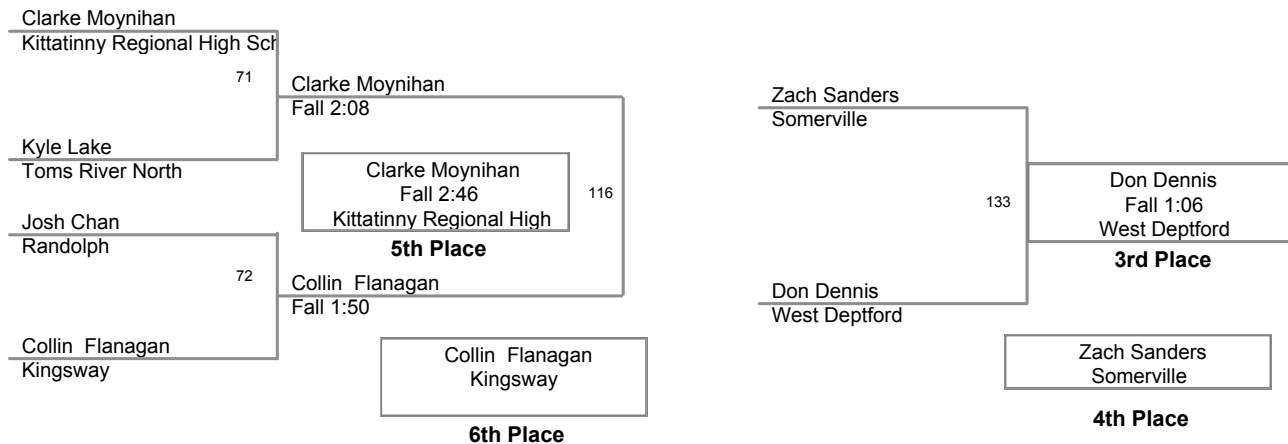 Clarke Moynihan
Kittatinny Regional High Sch
71
Clarke Moynihan
Fall 2:08
Kyle Lake
Toms River North
Clarke Moynihan
Fall 2:46
Kittatinny Regional High
5th Place
116
Josh Chan
Randolph
72
Collin  Flanagan
Fall 1:50
Collin  Flanagan
Kingsway
Collin  Flanagan
Kingsway
6th Place
Zach Sanders
Somerville
133
Don Dennis
Fall 1:06
West Deptford
3rd Place
Don Dennis
West Deptford
Zach Sanders
Somerville
4th Place